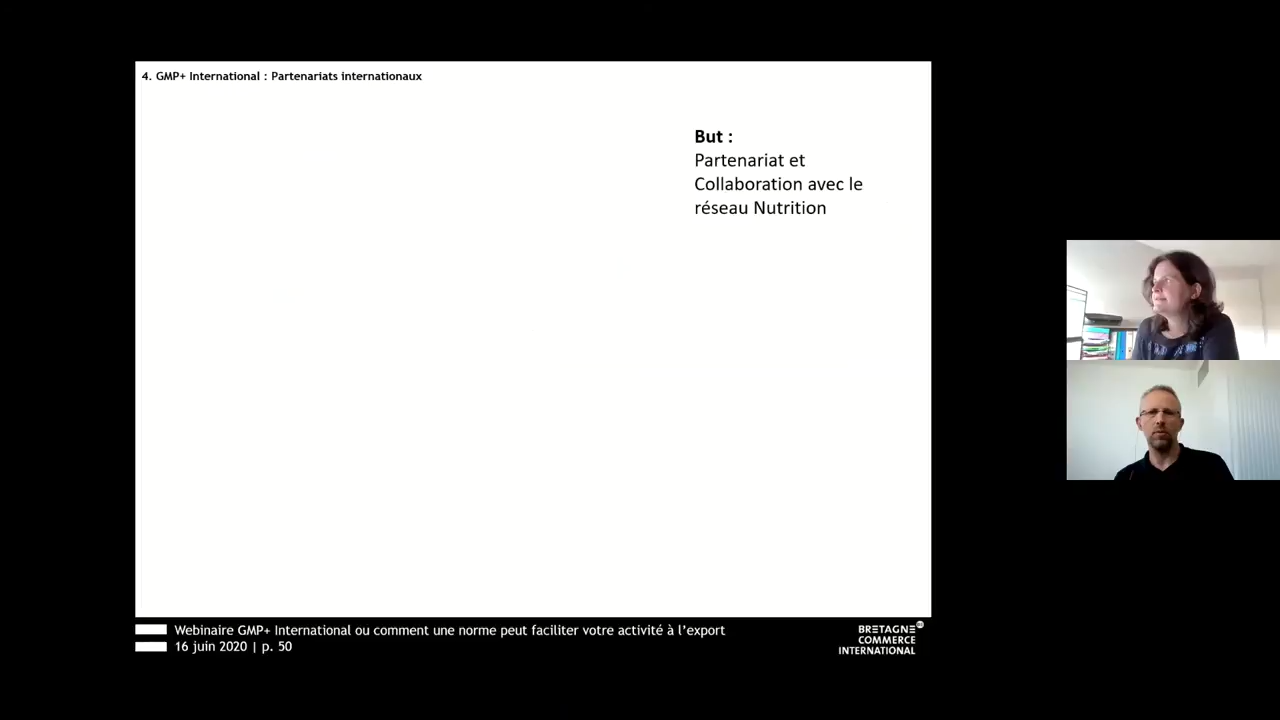 4. GMP+ International : Partenariats internationaux
But :
Partenariat et
Collaboration avec le
réseau Nutrition
Webinaire GMP+ International ou comment une norme peut faciliter votre activité à l'export
16 juin 2020 | p. 50
BRETAGNE
COMMERCE
INTERNATIONAL